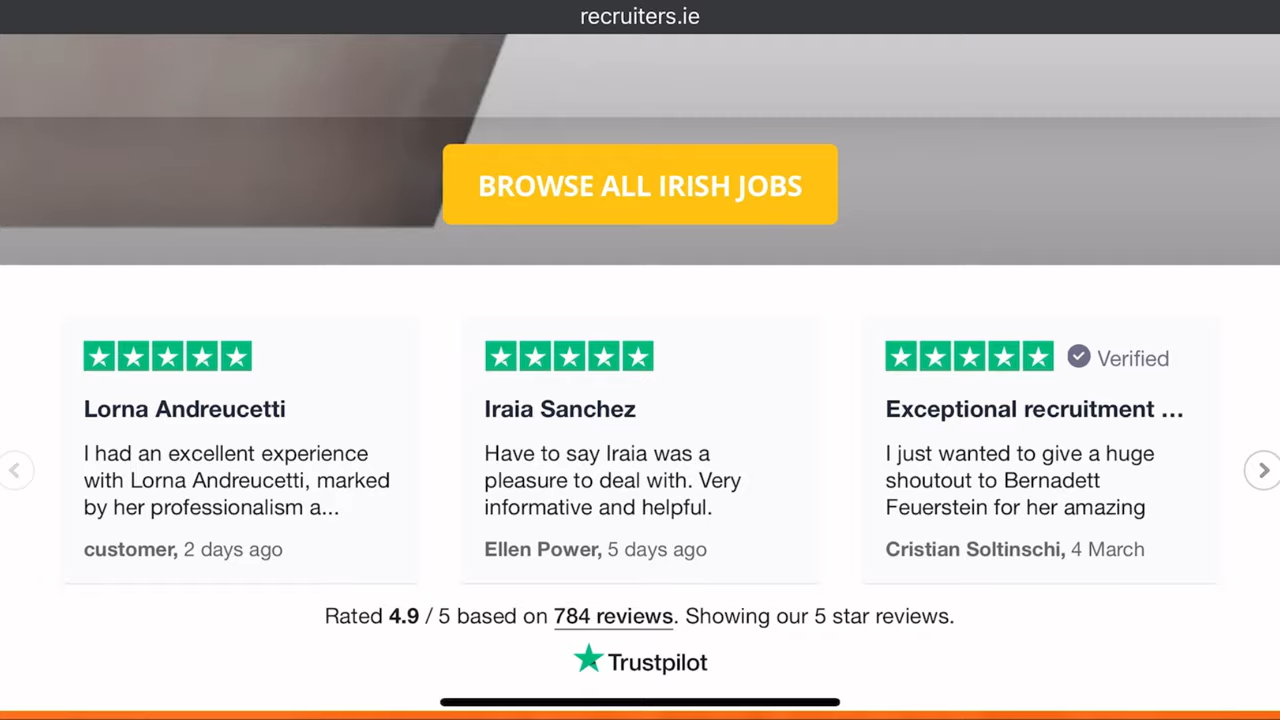 recruiters.ie
BROWSE ALL IRISH JOBS
Lorna Andreucetti
I had an excellent experience
with Lorna Andreucetti, marked
by her professionalism a...
customer, 2 days ago
Iraia Sanchez
Have to say Iraia was a
pleasure to deal with. Very
informative and helpful.
Ellen Power, 5 days ago
Verified
Exceptional recruitment ...
I just wanted to give a huge
shoutout to Bernadett
Feuerstein for her amazing
Cristian Soltinschi, 4 March
Rated 4.9 / 5 based on 784 reviews. Showing our 5 star reviews.
Trustpilot